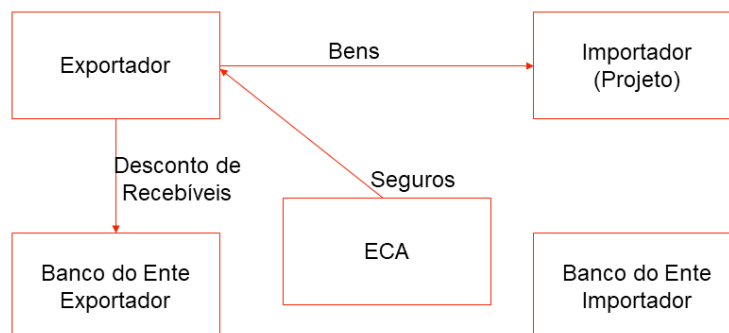 Exportador
Bens
Importador
(Projeto)
Desconto de
Recebíveis
Seguros
ECA
Banco do Ente
Exportador
Banco do Ente
Importador